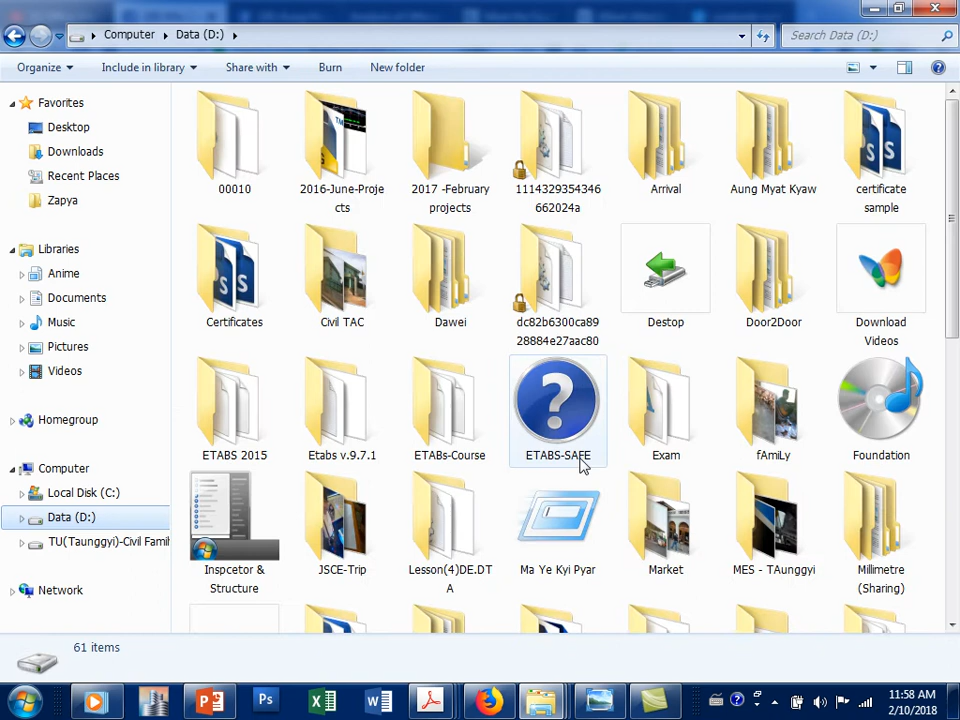 Computer Data (D:)
Search Data (D:)
Organize Include in library Share with Burn New folder
Favorites
Desktop
Downloads
Recent Places
Zapya
Libraries
Anime
Documents
Music
Pictures
Videos
Homegroup
Computer
Local Disk (C:)
Data (D:)
TU(Taunggyi)-Civil Famil
Network
00010
2016-June-Proje
cts
2017 -February
projects
1114329354346
662024a
Arrival
Aung Myat Kyaw
certificate
sample
Certificates
Civil TAC
Dawei
dc82b6300ca89
28884e27aac80
Destop
Door2Door
Download
Videos
ETABS 2015
Etabs v.9.7.1
ETABs-Course
ETABS-SAFE
Exam
fAmiLy
Foundation
Inspcetor &
Structure
JSCE-Trip
Lesson(4)DE.DT
A
Ma Ye Kyi Pyar
Market
MES - TAunggyi
Millimetre
(Sharing)
61 items
11:58 AM
2/10/2018